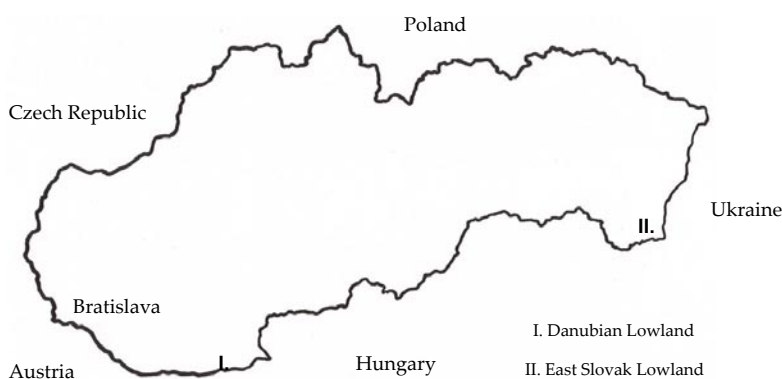 Poland
Czech Republic
Ukraine
II.
Bratislava
I. Danubian Lowland
I.
Austria
Hungary
II. East Slovak Lowland